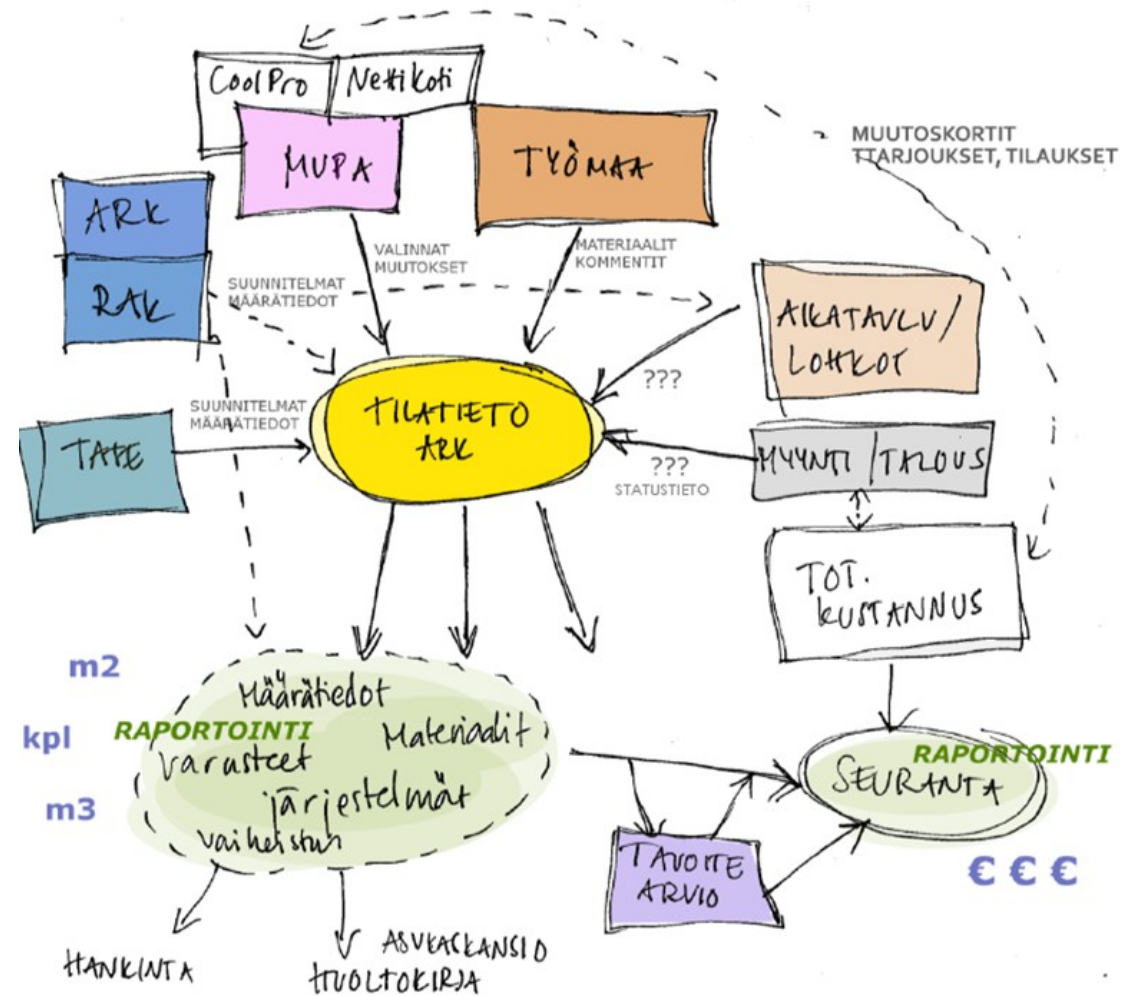 CoolPro
Nettikoti
MUPA
TYÖMAA
MUUTOSKORTIT
TTARJOUKSET, TILAUKSET
ARK
RAK
VALINNAT
MUUTOKSET
MATERIAALIT
KOMMENTIT
SUUNNITELMAT
MÄÄRÄTIEDOT
AIKATAULU/
LOHKOT
???
SUUNNITELMAT
MÄÄRÄTIEDOT
TILATIETO
ARK
TATE
MYYNTI
TALOUS
???
STATUSTIETO
TOT.
KUSTANNUS
m2
kpl
m3
RAPORTOINTI
Määrätiedot
Materiaalit
Varusteet
järjestelmät
RAPORTOINTI
SEURANTA
TAVOITE
ARVIO
€ € €
HANKINTA
ASUKASKANSIO
HUOLTOKIRJA